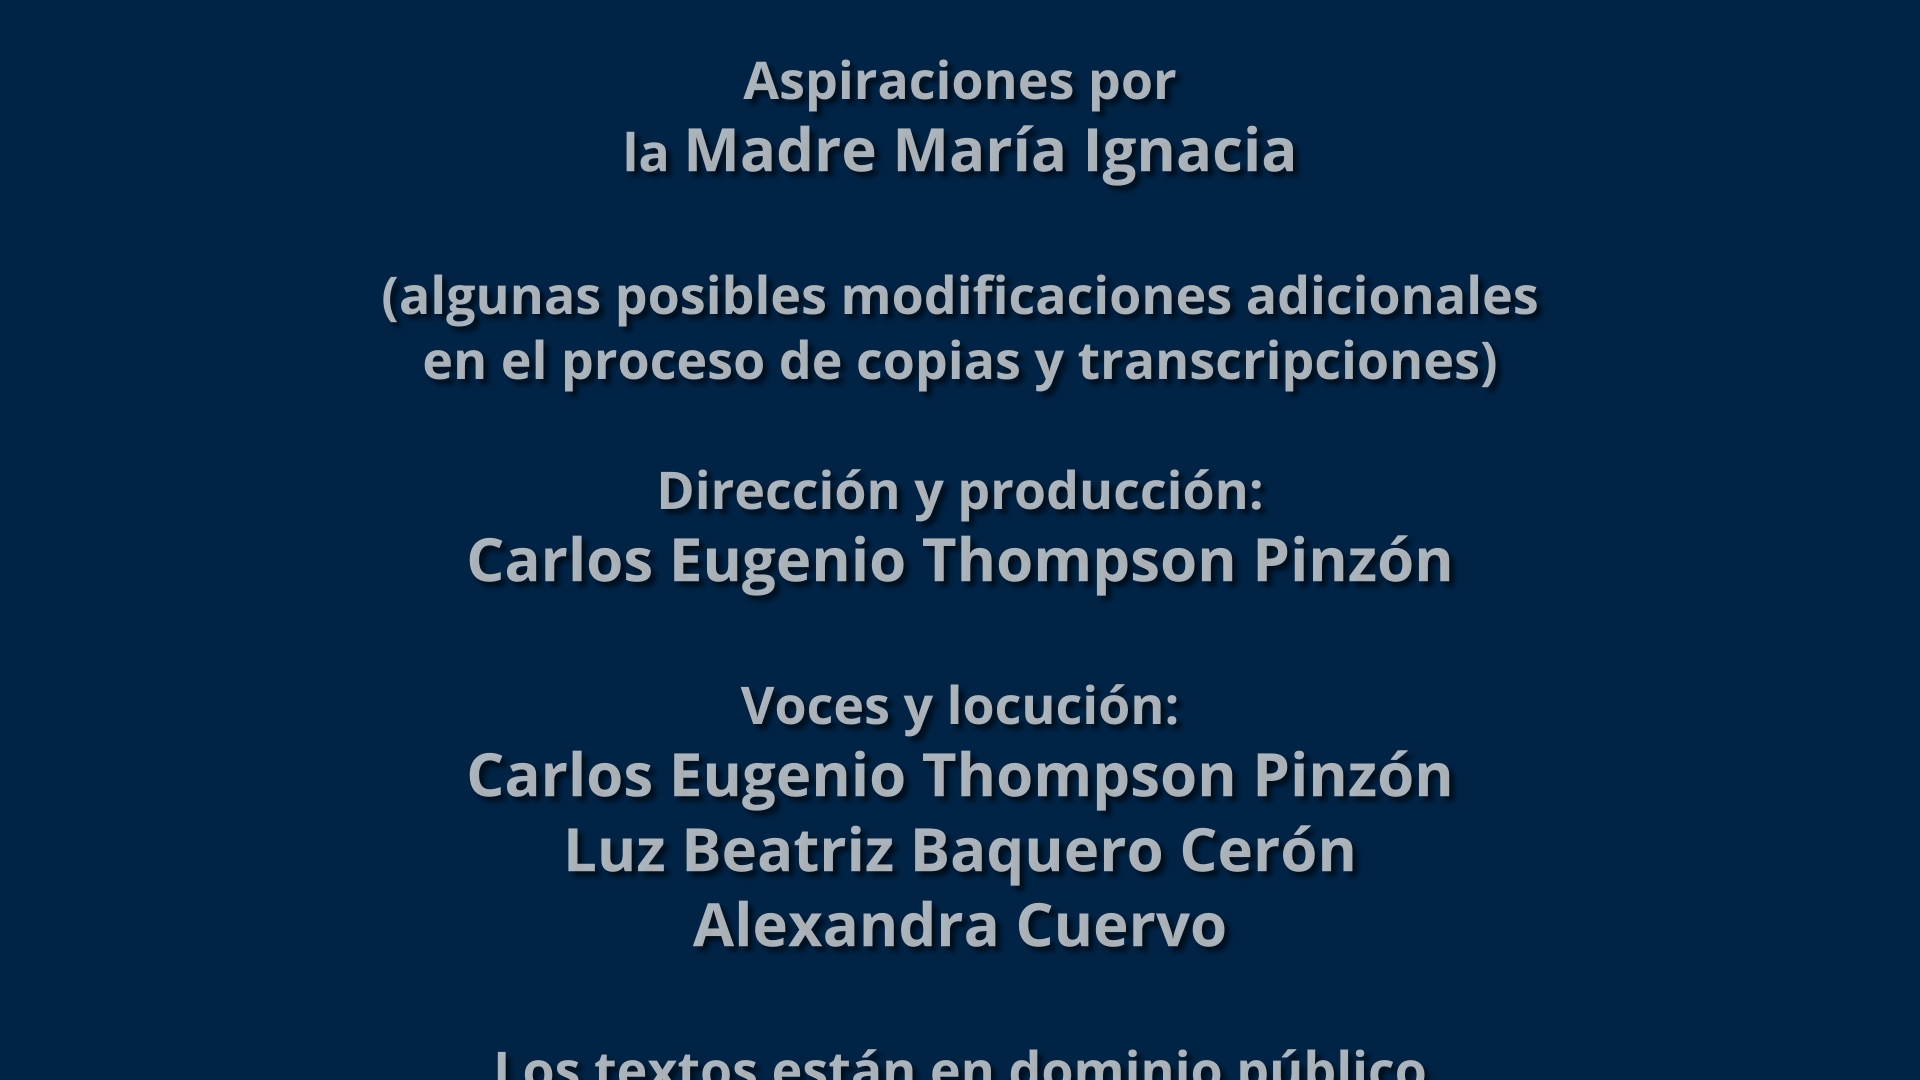 Aspiraciones por
la Madre María Ignacia
(algunas posibles modificaciones adicionales
en el proceso de copias y transcripciones)
Dirección y producción:
Carlos Eugenio Thompson Pinzón
Voces y locución:
Carlos Eugenio Thompson Pinzón
Luz Beatriz Baquero Cerón
Alexandra Cuervo
Los textos están en dominio público